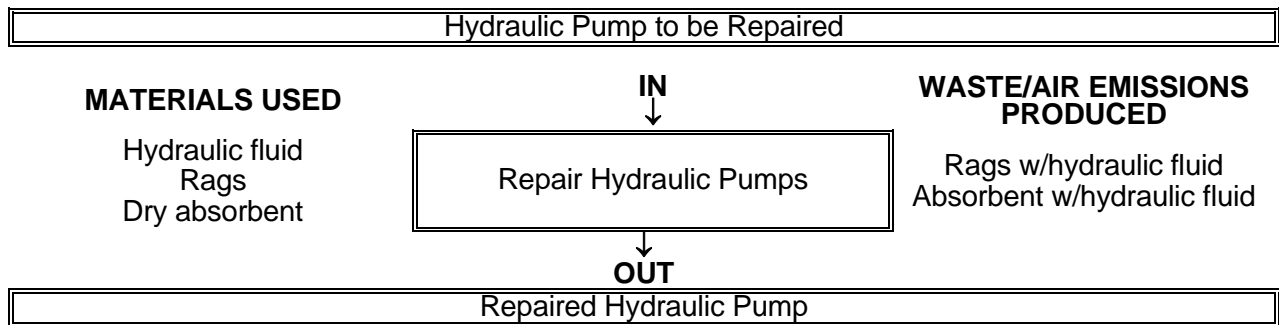 Hydraulic Pump to be Repaired
MATERIALS USED
Hydraulic fluid
Rags
Dry absorbent
IN
Repair Hydraulic Pumps
OUT
WASTE/AIR EMISSIONS
PRODUCED
Rags w/hydraulic fluid
Absorbent w/hydraulic fluid
Repaired Hydraulic Pump